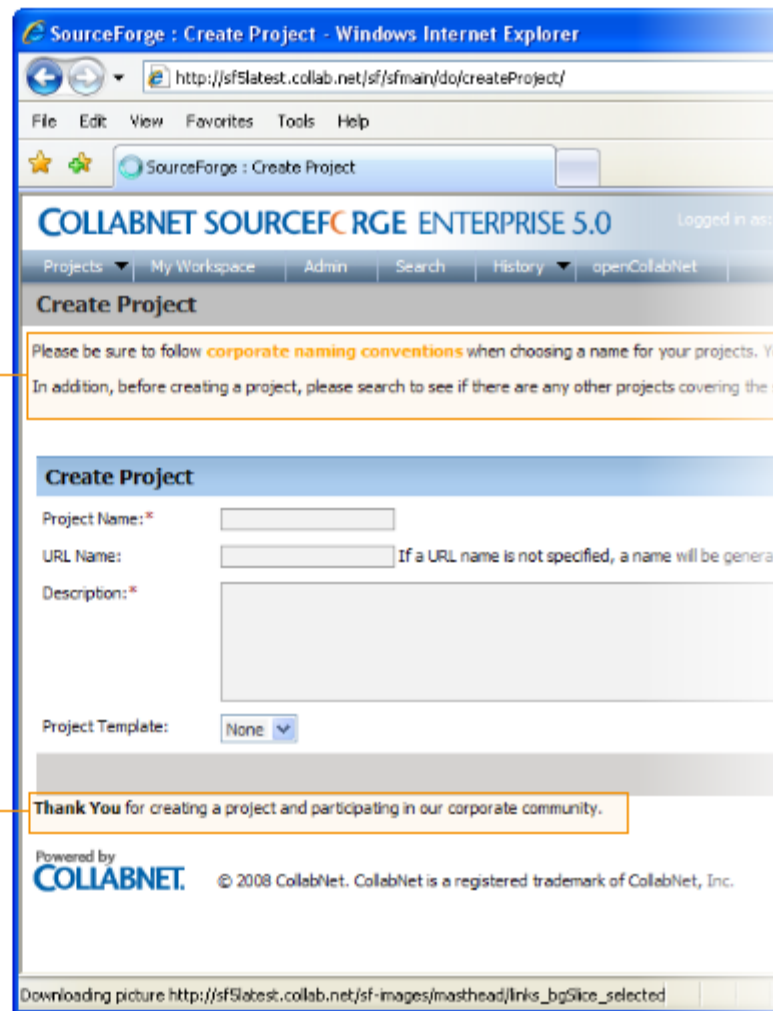 SourceForge : Create Project - Windows Internet Explorer
http://sf5latest.collab.net/sf/sfmain/do/createProject/
File Edit View Favorites Tools Help
SourceForge : Create Project
COLLABNET SOURCEFORGE ENTERPRISE 5.0 Logged in as:
Projects My Workspace Admin Search History openCollabNet
Create Project
Please be sure to follow corporate naming conventions when choosing a name for your projects.
In addition, before creating a project, please search to see if there are any other projects covering the
Create Project
Project Name:*
URL Name: If a URL name is not specified, a name will be genera
Description:*
Project Template: None
Thank You for creating a project and participating in our corporate community.
Powered by
COLLABNET. © 2008 CollabNet. CollabNet is a registered trademark of CollabNet, Inc.
Downloading picture http://sf5latest.collab.net/sf-images/masthead/links_bgSlice_selected